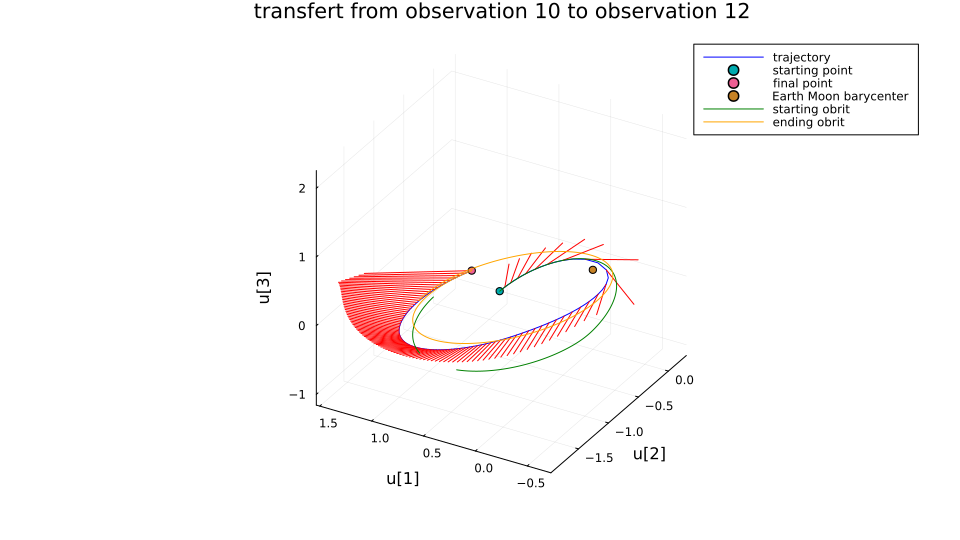 transfert from observation 10 to observation 12
trajectory
starting point
final point
Earth Moon barycenter
starting obrit
ending obrit
2
1
0
−1
u[3]
1.5
1.0
0.5
0.0
−0.5
u[1]
0.0
−0.5
−1.0
−1.5
u[2]